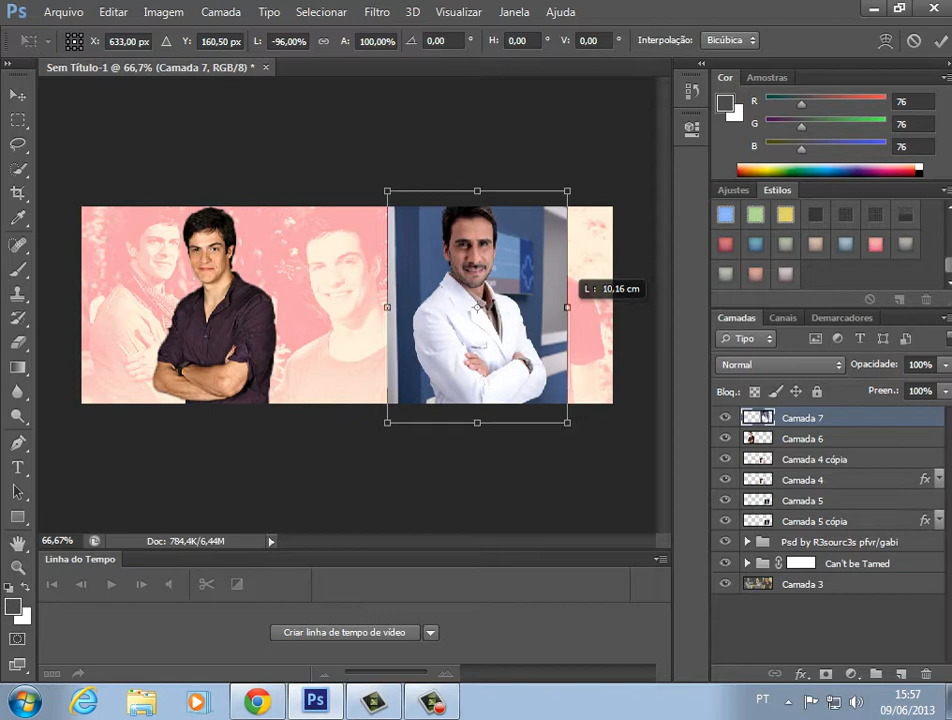 Ps Arquivo Editar Imagem Camada Tipo Selecionar Filtro 3D Visualizar Janela Ajuda
X: 633,00 px Y: 160,50 px L: -96,00% A: 100,00% 0,00 ° H: 0,00 ° V: 0,00 ° Interpolação: Bicúbica
Sem Título-1 @ 66,7% (Camada 7, RGB/8) * ×
Cor Amostras
R 76
G 76
B 76
Ajustes Estilos
L : 10,16 cm
Camadas Canais Demarcadores
Tipo
Normal Opacidade: 100%
Bloq.: Preen.: 100%
Camada 7
Camada 6
Camada 4 cópia
Camada 4 fx
Camada 5
Camada 5 cópia fx
Psd by R3sourc3s pfvr/gabi
Can't be Tamed
Camada 3
66,67% Doc: 784,4K/6,44M
Linha do Tempo
Criar linha de tempo de vídeo
fx.
PT
15:57
09/06/2013